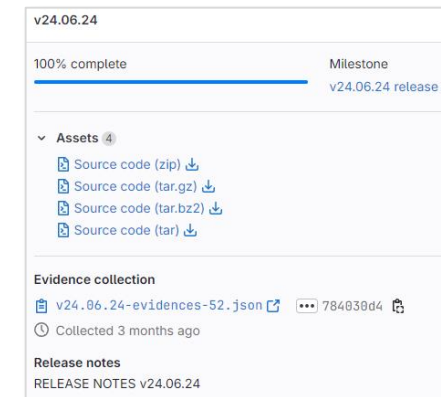 v24.06.24
100% complete
Milestone
v24.06.24 release
Assets 4
Source code (zip)
Source code (tar.gz)
Source code (tar.bz2)
Source code (tar)
Evidence collection
v24.06.24-evidences-52.json 784030d4
Collected 3 months ago
Release notes
RELEASE NOTES v24.06.24